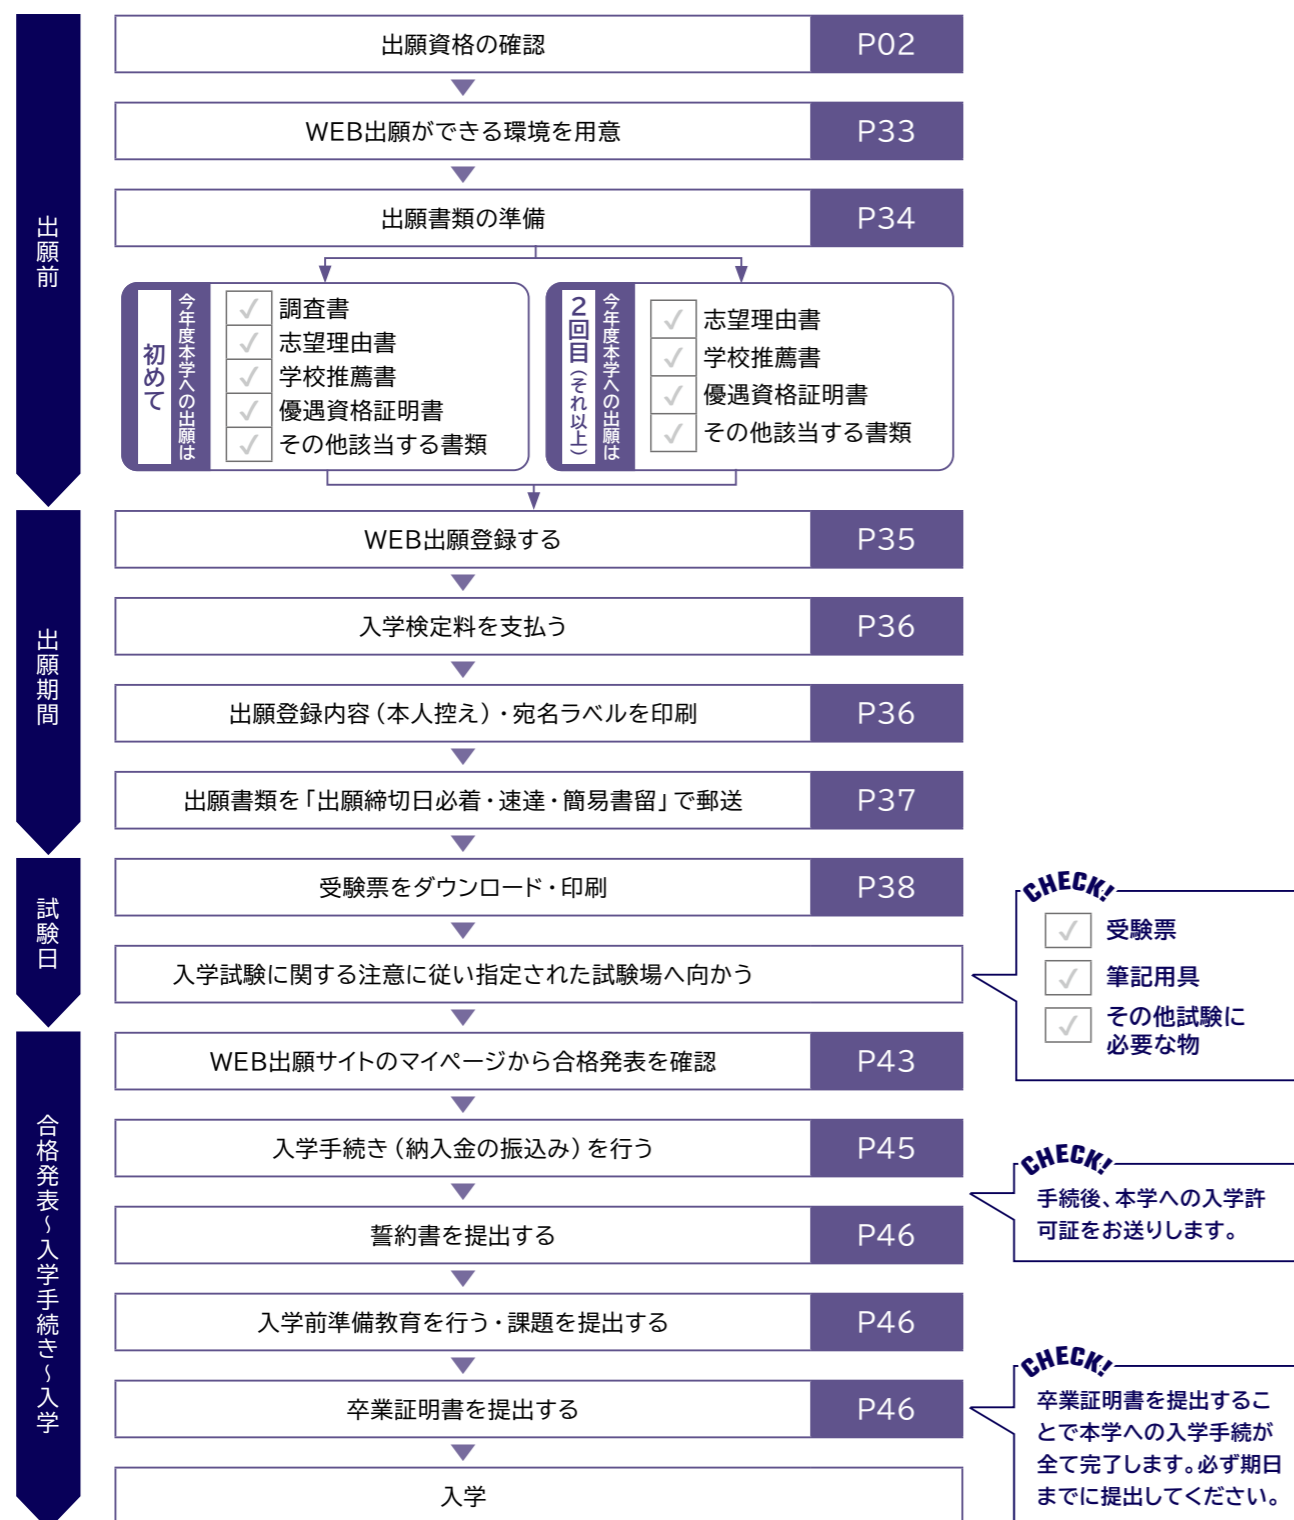 出願前
出願資格の確認 P02
WEB出願ができる環境を用意 P33
出願書類の準備 P34
今年度本学への出願は
初めて
✓ 調査書
✓ 志望理由書
✓ 学校推薦書
✓ 優遇資格証明書
✓ その他該当する書類
今年度本学への出願は
2回目(それ以上)
✓ 志望理由書
✓ 学校推薦書
✓ 優遇資格証明書
✓ その他該当する書類
出願期間
WEB出願登録する P35
入学検定料を支払う P36
出願登録内容(本人控え)・宛名ラベルを印刷 P36
出願書類を「出願締切日必着・速達・簡易書留」で郵送 P37
試験日
受験票をダウンロード・印刷 P38
入学試験に関する注意に従い指定された試験場へ向かう
CHECK!
✓ 受験票
✓ 筆記用具
✓ その他試験に
必要な物
合格発表~入学手続き~入学
WEB出願サイトのマイページから合格発表を確認 P43
入学手続き(納入金の振込み)を行う P45
CHECK!
手続後、本学への入学許
可証をお送りします。
誓約書を提出する P46
入学前準備教育を行う・課題を提出する P46
卒業証明書を提出する P46
CHECK!
卒業証明書を提出するこ
とで本学への入学手続が
全て完了します。必ず期日
までに提出してください。
入学